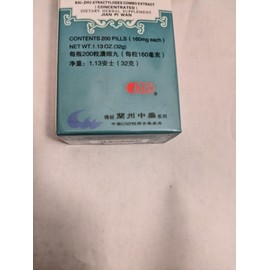 BAI-ZHU ATRACTYLODES COMBO EXTRACT
(CONCENTRATED)
DIETARY HERBAL SUPPLEMENT
JIAN PI WAN
CONTENTS 200 PILLS ( 160mg each )
NET WT. 1.13 OZ. (32g)
每瓶200粒濃縮丸 ( 每粒160毫克 )
净重: 1.13安士 (32克)
蘭州中藥